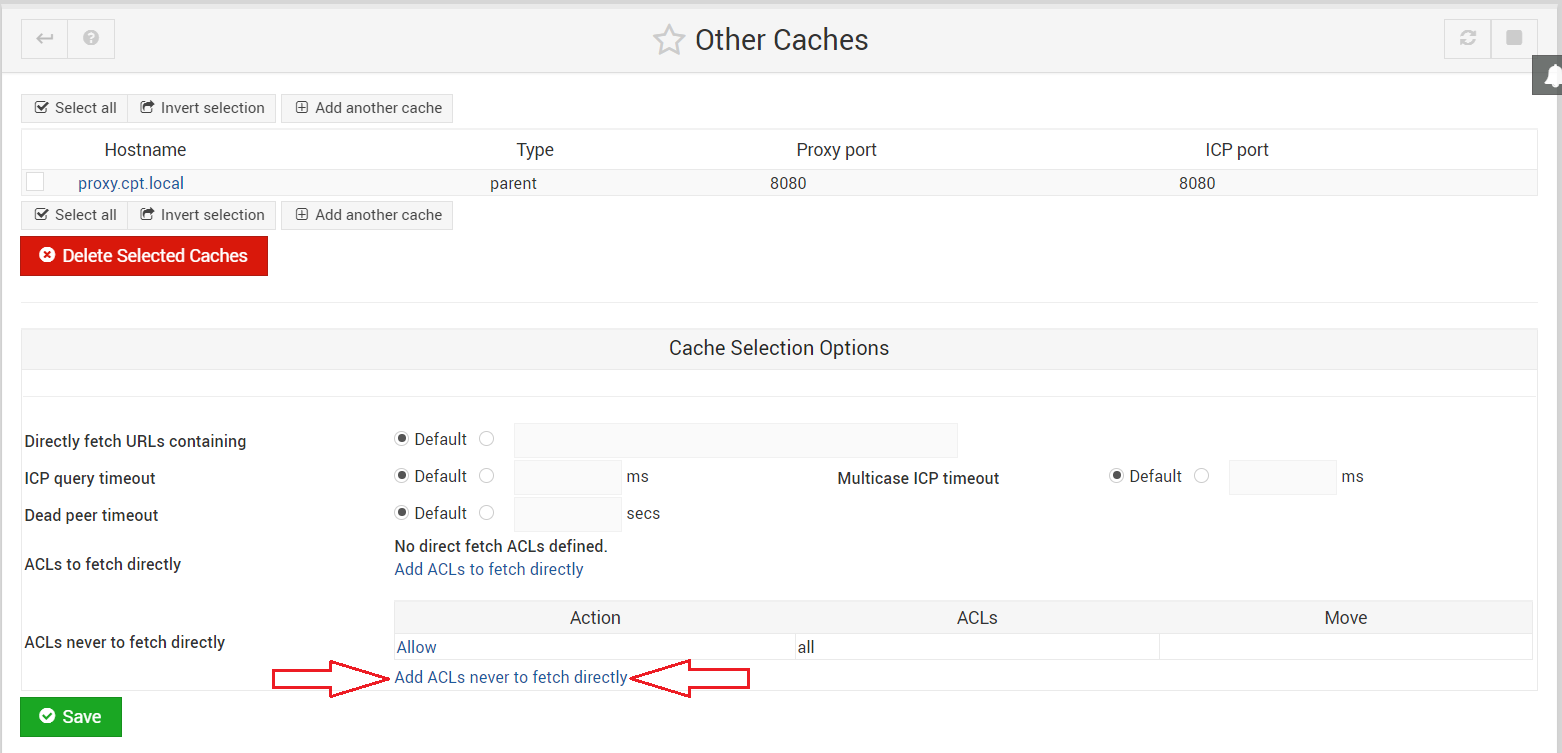 Other Caches
Select all Invert selection Add another cache
Hostname Type Proxy port ICP port
proxy.cpt.local parent 8080 8080
Select all Invert selection Add another cache
Delete Selected Caches
Cache Selection Options
Directly fetch URLs containing Default
ICP query timeout Default ms Multicase ICP timeout Default ms
Dead peer timeout Default secs
ACLs to fetch directly No direct fetch ACLs defined.
Add ACLs to fetch directly
Action ACLs Move
ACLs never to fetch directly
Allow all
Add ACLs never to fetch directly
Save